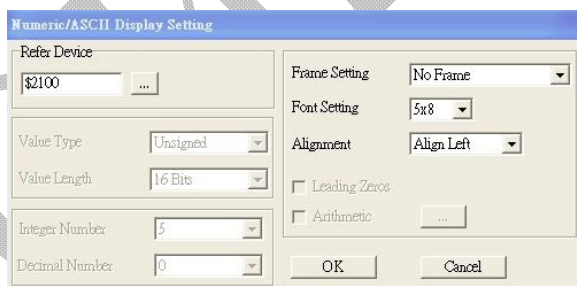 Numeric/ASCII Display Setting
Refer Device
$2100
...
Value Type
Unsigned
Value Length
16 Bits
Integer Number
5
Decimal Number
0
Frame Setting
No Frame
Font Setting
5x8
Alignment
Align Left
Leading Zeros
Arithmetic
...
OK
Cancel